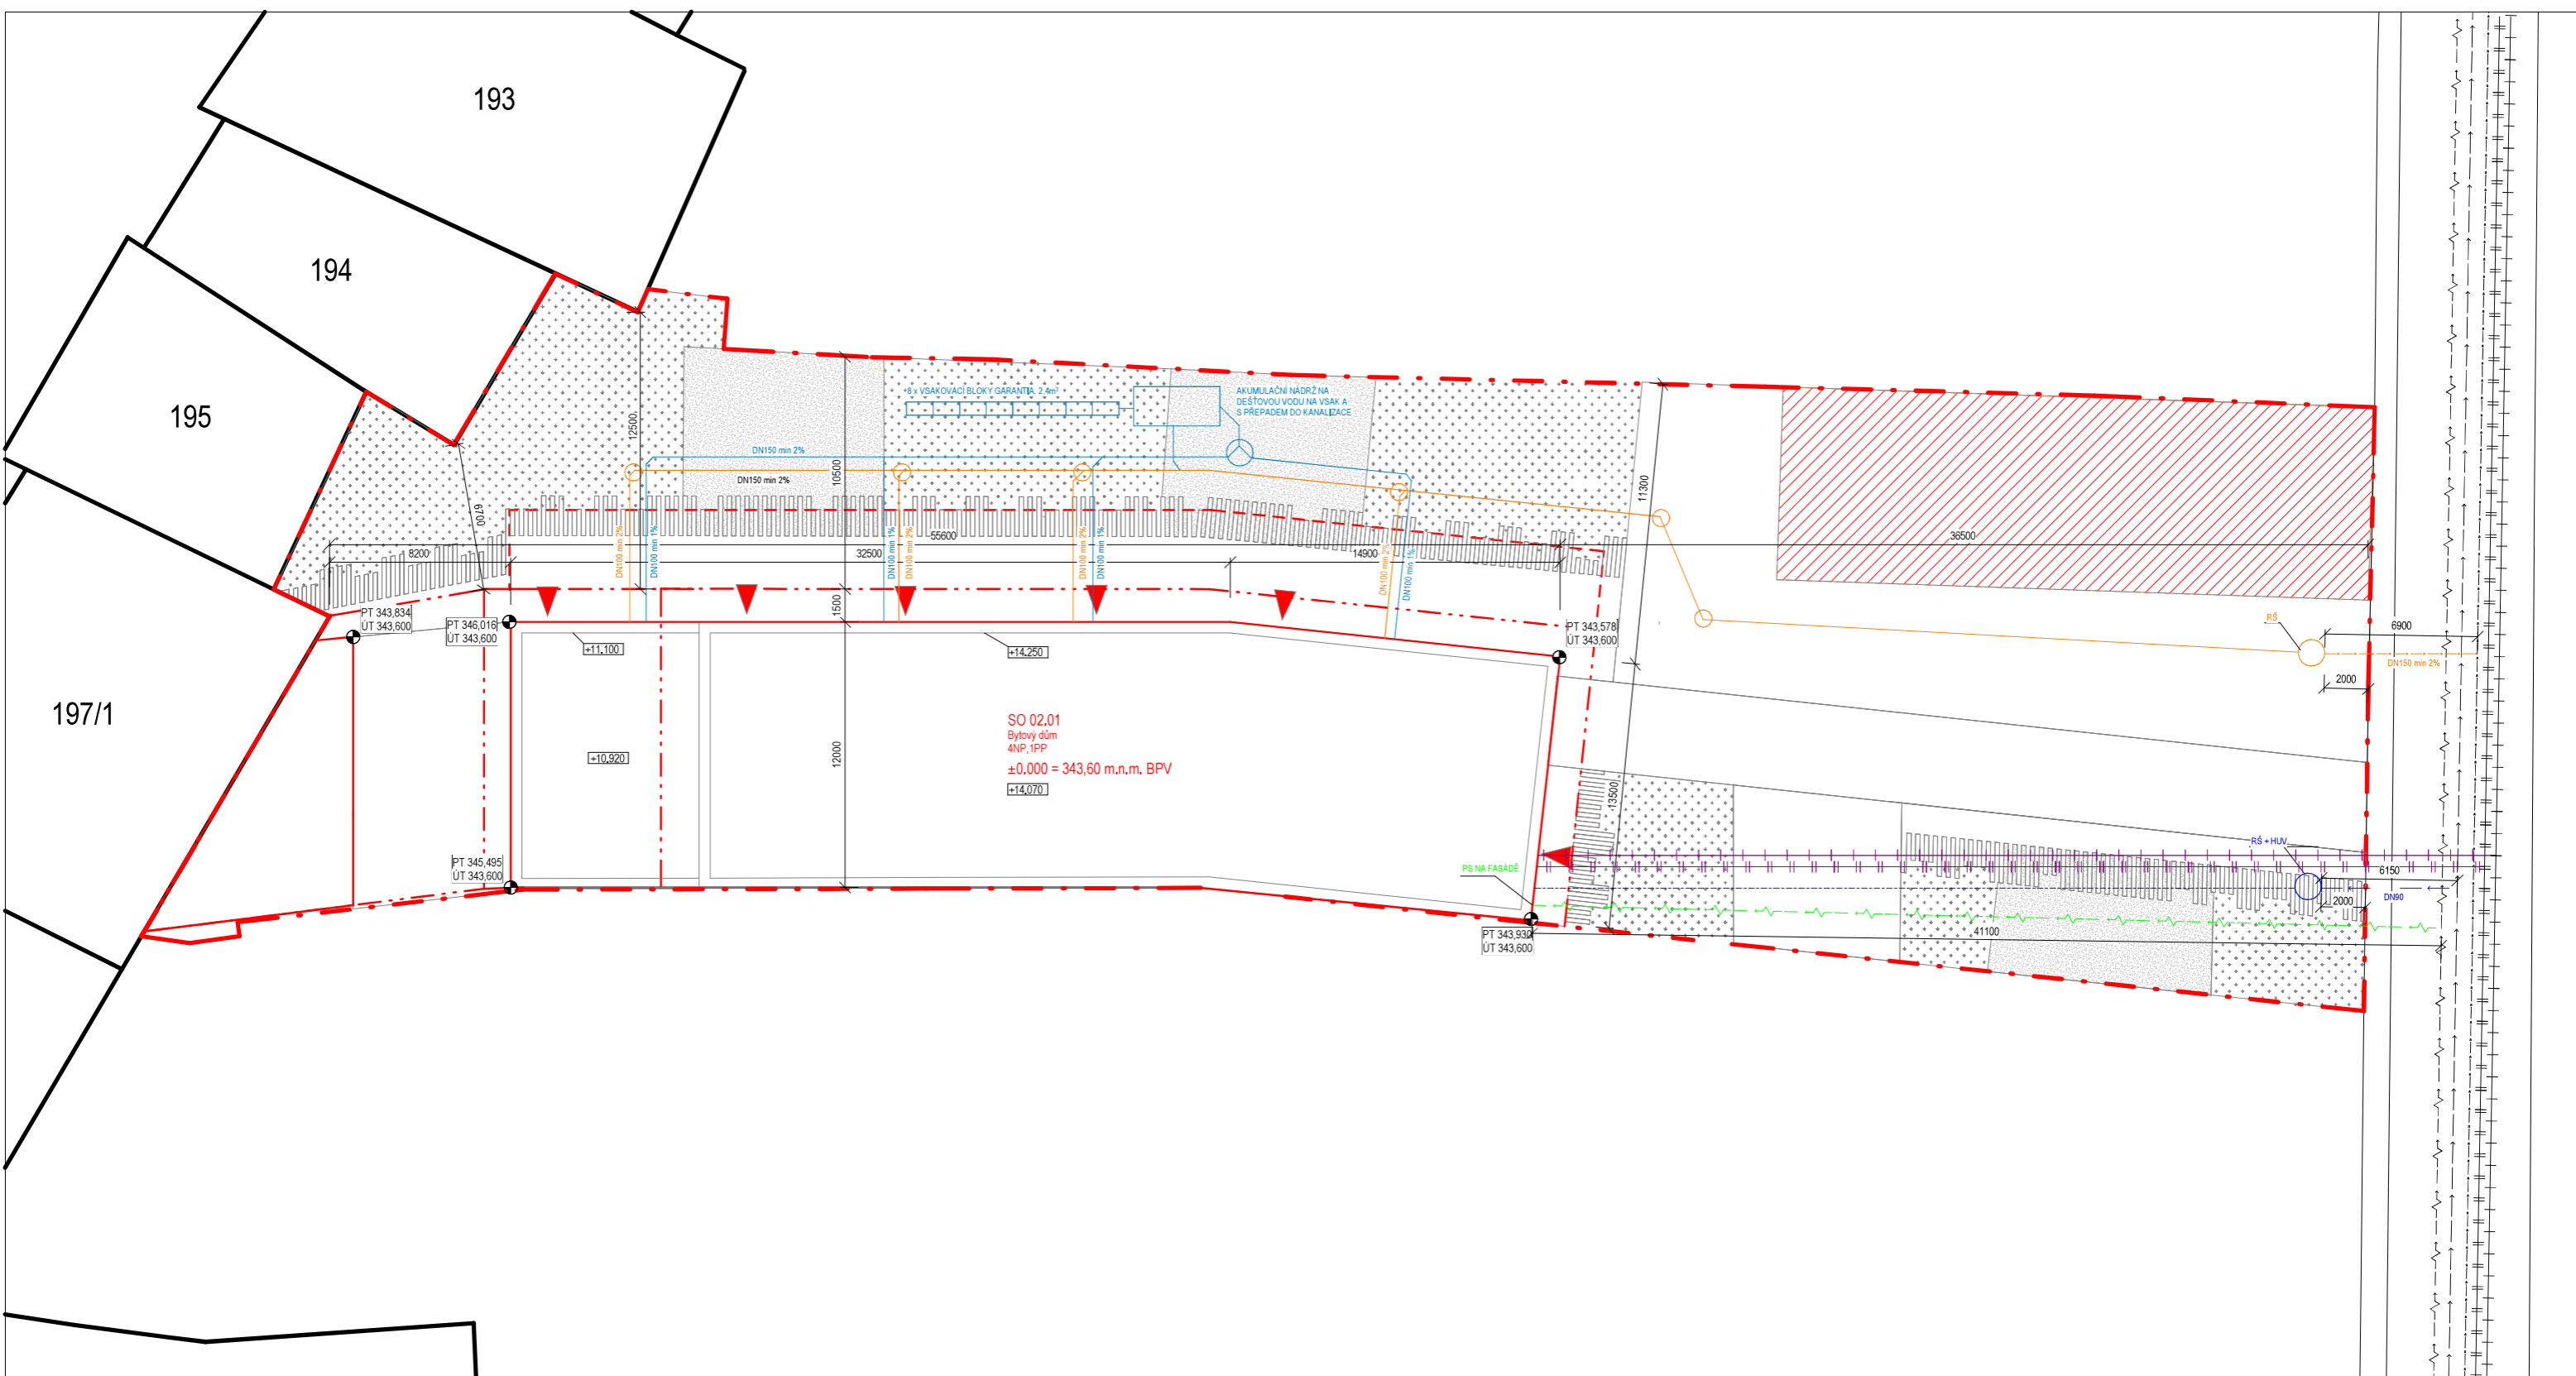 193
194
195
197/1
8 x VSAKOVACÍ BLOKY GARANTIA, 2,4m³
AKUMULAČNÍ NÁDRŽ NA
DEŠŤOVOU VODU NA VSAK A
S PŘEPADEM DO KANALIZACE
DN150 min 2%
DN150 min 2%
12500
10500
6700
11300
8200
32500
55600
14900
36500
DN100 min 2%
DN100 min 1%
DN100 min 1%
DN100 min 2%
DN100 min 2%
DN100 min 1%
DN100 min 2%
DN100 min 1%
1500
PT 343,834
ÚT 343,600
PT 346,016
ÚT 343,600
PT 343,578
ÚT 343,600
RŠ
6900
DN150 min 2%
2000
+11,100
+14,250
SO 02.01
Bytový dům
4NP,1PP
±0,000 = 343,60 m.n.m. BPV
+14,070
+10,920
12000
13500
PT 345,495
ÚT 343,600
PS NA FASÁDĚ
RŠ + HUV
6150
DN90
2000
PT 343,930
ÚT 343,600
41100